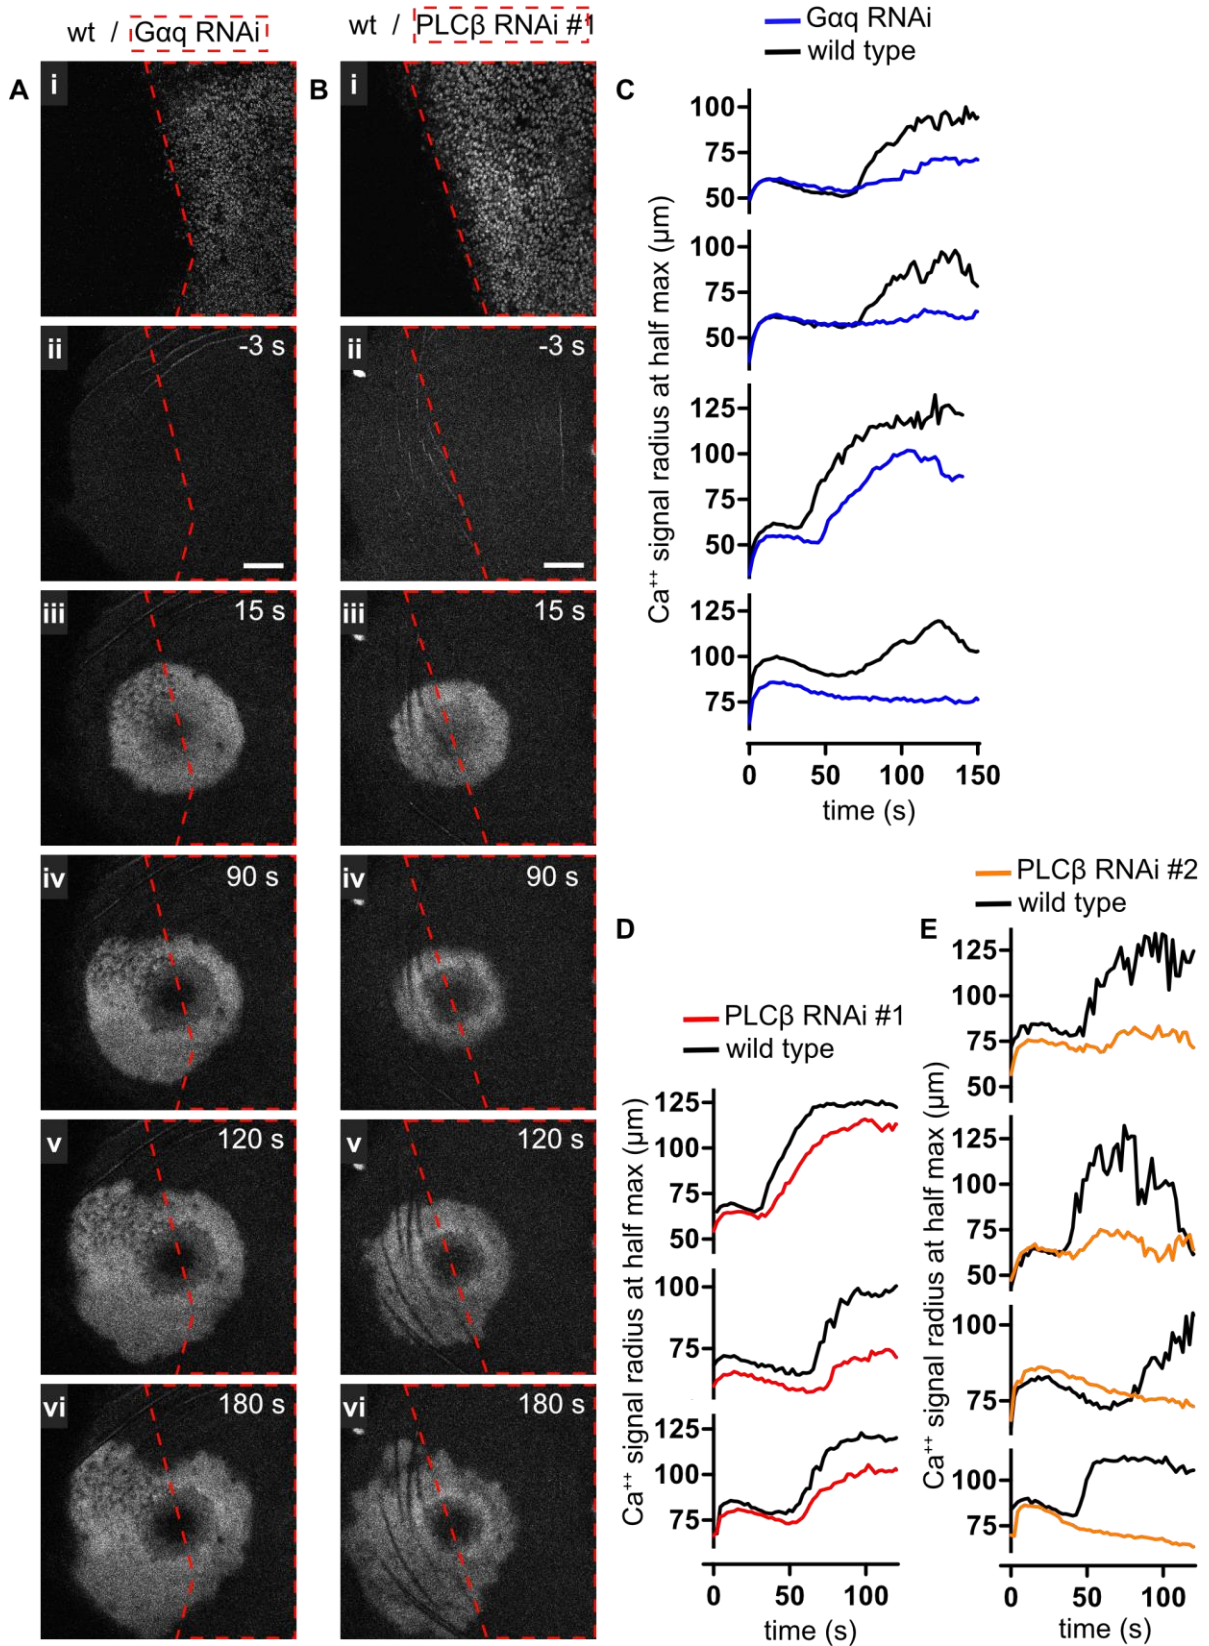 wt / Gαq RNAi
wt / PLCβ RNAi #1
A
i
ii
-3 s
iii
15 s
iv
90 s
v
120 s
vi
180 s
B
i
ii
-3 s
iii
15 s
iv
90 s
v
120 s
vi
180 s
C
Gαq RNAi
wild type
Ca⁺⁺ signal radius at half max (µm)
100
75
50
100
75
50
125
100
75
50
125
100
75
0 50 100 150
time (s)
D
PLCβ RNAi #1
wild type
Ca⁺⁺ signal radius at half max (µm)
125
100
75
50
100
75
125
100
75
0 50 100
time (s)
E
PLCβ RNAi #2
wild type
Ca⁺⁺ signal radius at half max (µm)
125
100
75
50
125
100
75
50
100
75
100
75
0 50 100
time (s)